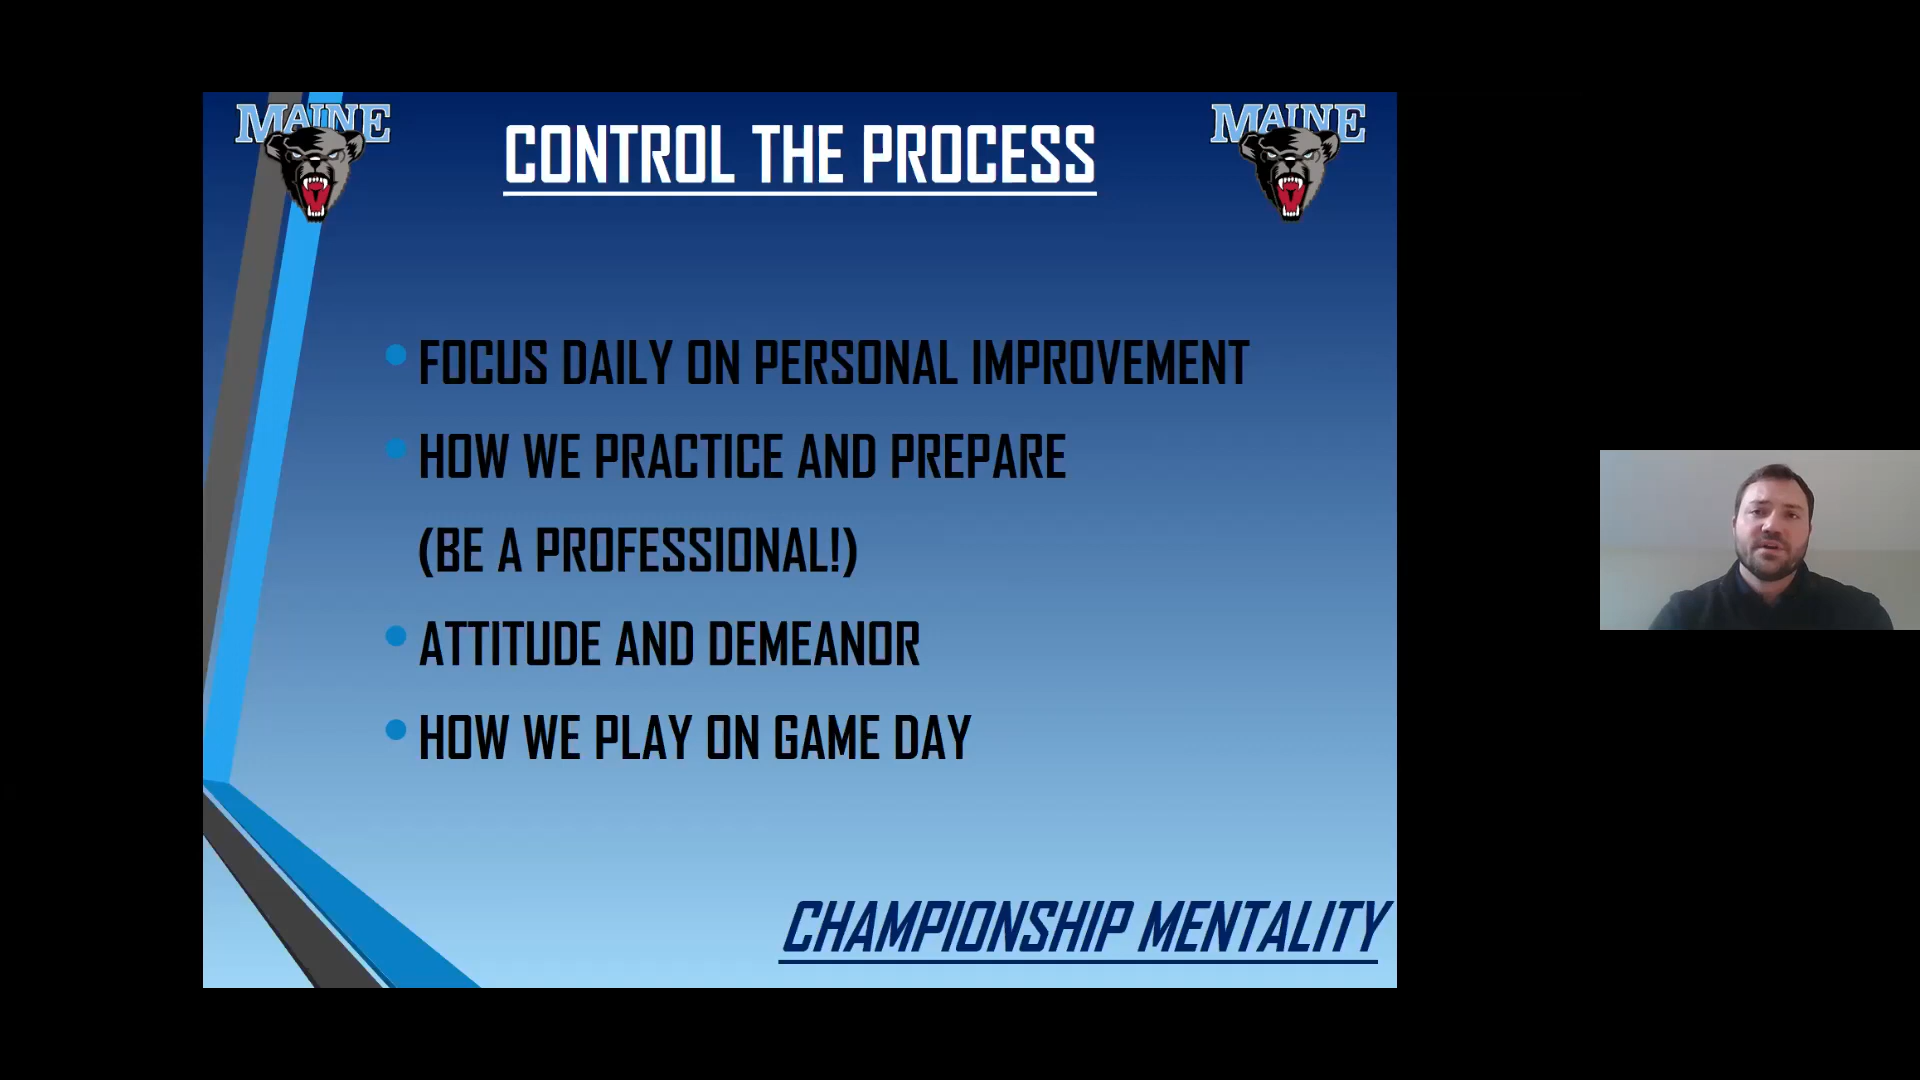 MAINE
MAINE
CONTROL THE PROCESS
FOCUS DAILY ON PERSONAL IMPROVEMENT
HOW WE PRACTICE AND PREPARE
(BE A PROFESSIONAL!)
ATTITUDE AND DEMEANOR
HOW WE PLAY ON GAME DAY
CHAMPIONSHIP MENTALITY